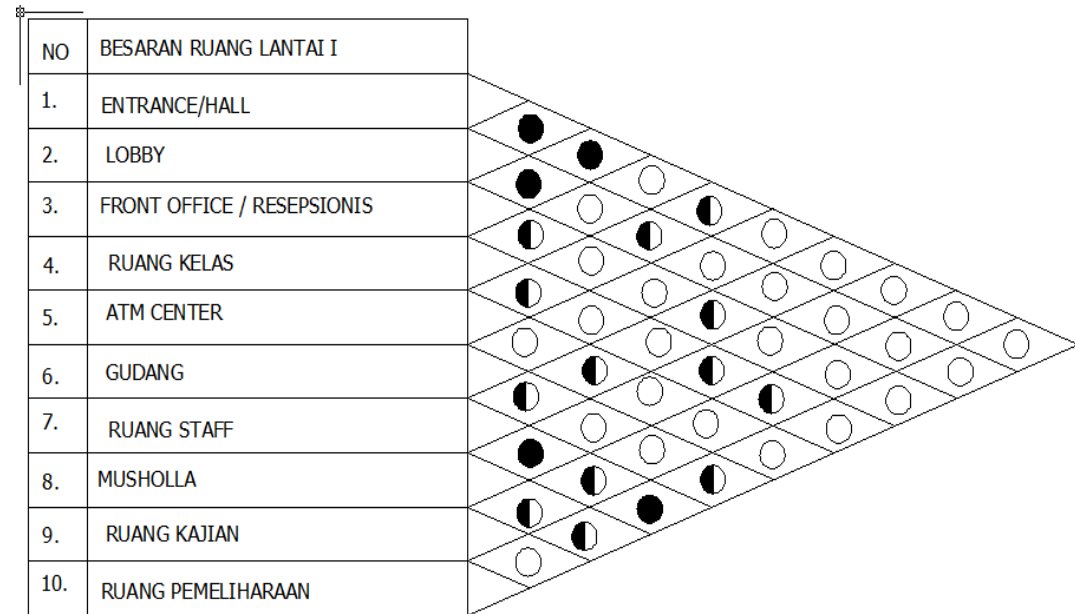 NO BESARAN RUANG LANTAI I
1. ENTRANCE/HALL
2. LOBBY
3. FRONT OFFICE / RESEPSIONIS
4. RUANG KELAS
5. ATM CENTER
6. GUDANG
7. RUANG STAFF
8. MUSHOLLA
9. RUANG KAJIAN
10. RUANG PEMELIHARAAN